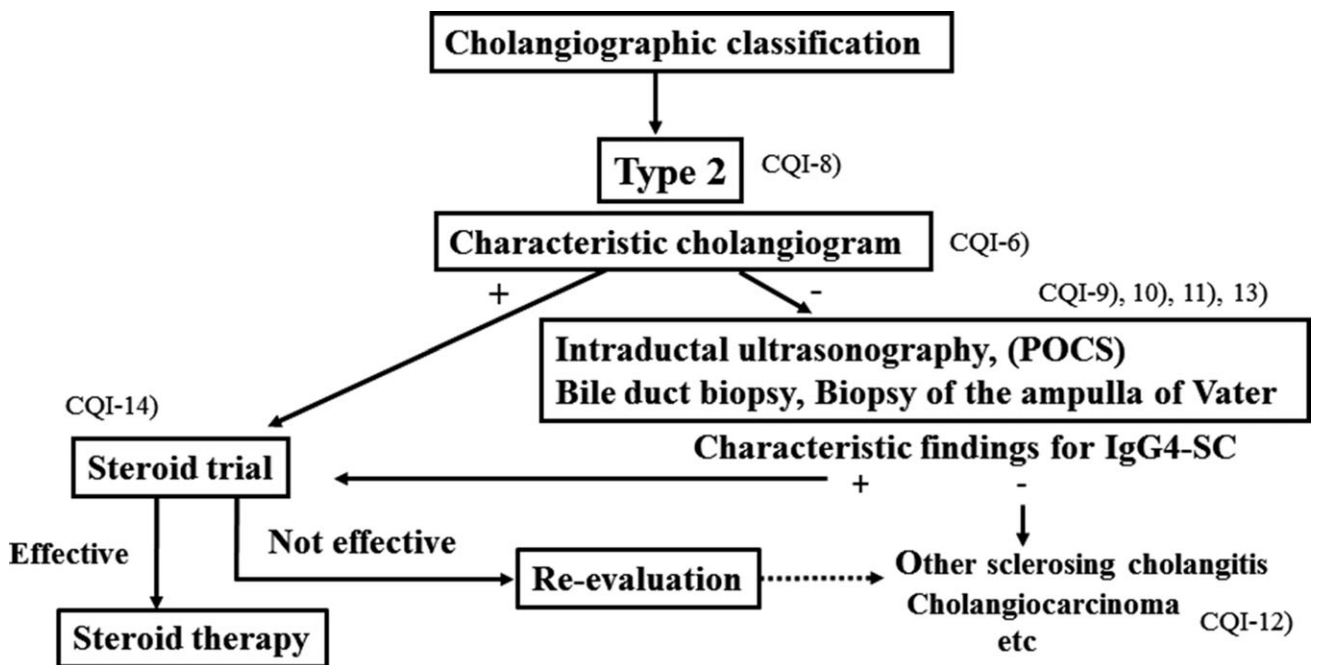 Cholangiographic classification
Type 2
CQI-8)
Characteristic cholangiogram
CQI-6)
+
-
CQI-9), 10), 11), 13)
Intraductal ultrasonography, (POCS)
Bile duct biopsy, Biopsy of the ampulla of Vater
CQI-14)
Characteristic findings for IgG4-SC
Steroid trial
+
-
Effective
Not effective
Re-evaluation
Other sclerosing cholangitis
Cholangiocarcinoma
etc
CQI-12)
Steroid therapy